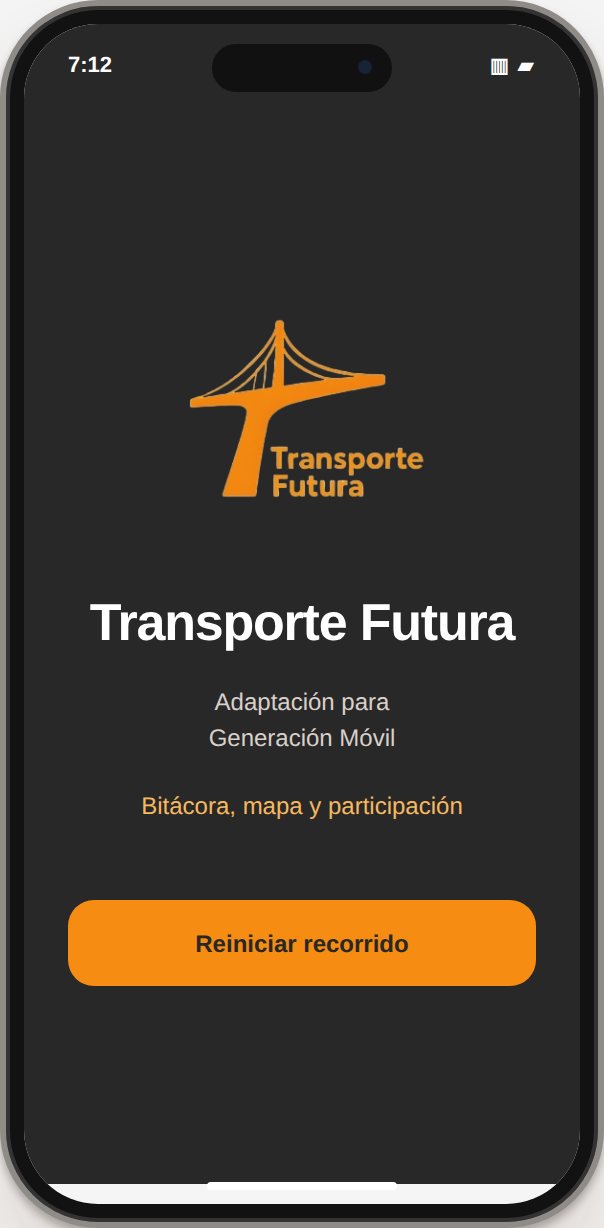 7:12
Transporte
Futura
Transporte Futura
Adaptación para
Generación Móvil
Bitácora, mapa y participación
Reiniciar recorrido